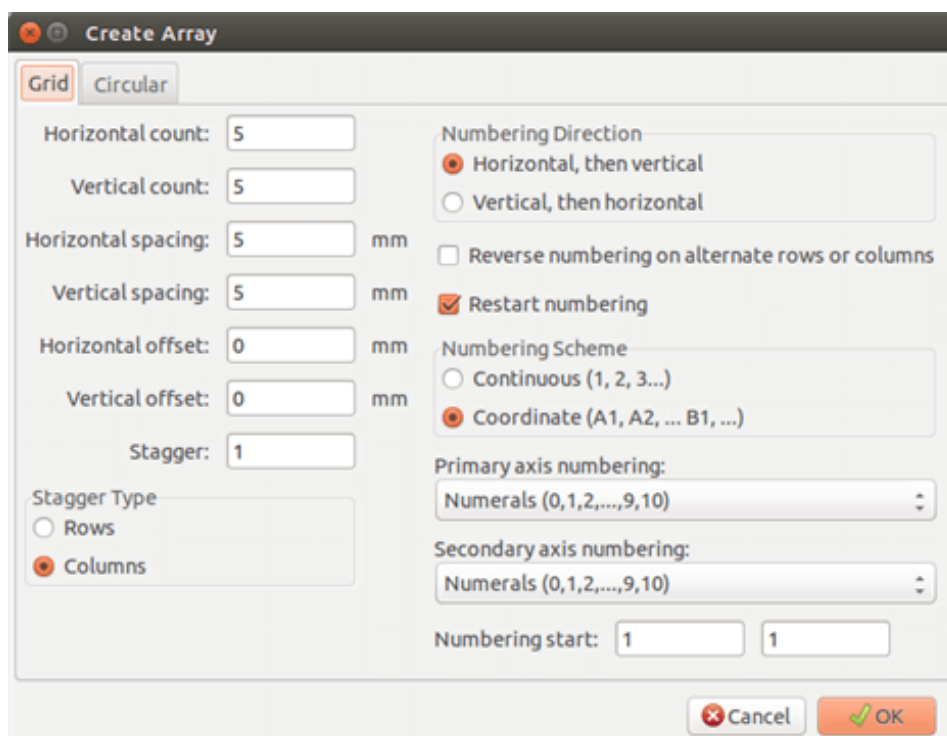 Create Array
Grid
Circular
Horizontal count: 5
Vertical count: 5
Horizontal spacing: 5 mm
Vertical spacing: 5 mm
Horizontal offset: 0 mm
Vertical offset: 0 mm
Stagger: 1
Stagger Type
Rows
Columns
Numbering Direction
Horizontal, then vertical
Vertical, then horizontal
Reverse numbering on alternate rows or columns
Restart numbering
Numbering Scheme
Continuous (1, 2, 3...)
Coordinate (A1, A2, ... B1, ...)
Primary axis numbering:
Numerals (0,1,2,...,9,10)
Secondary axis numbering:
Numerals (0,1,2,...,9,10)
Numbering start: 1 1
Cancel
OK